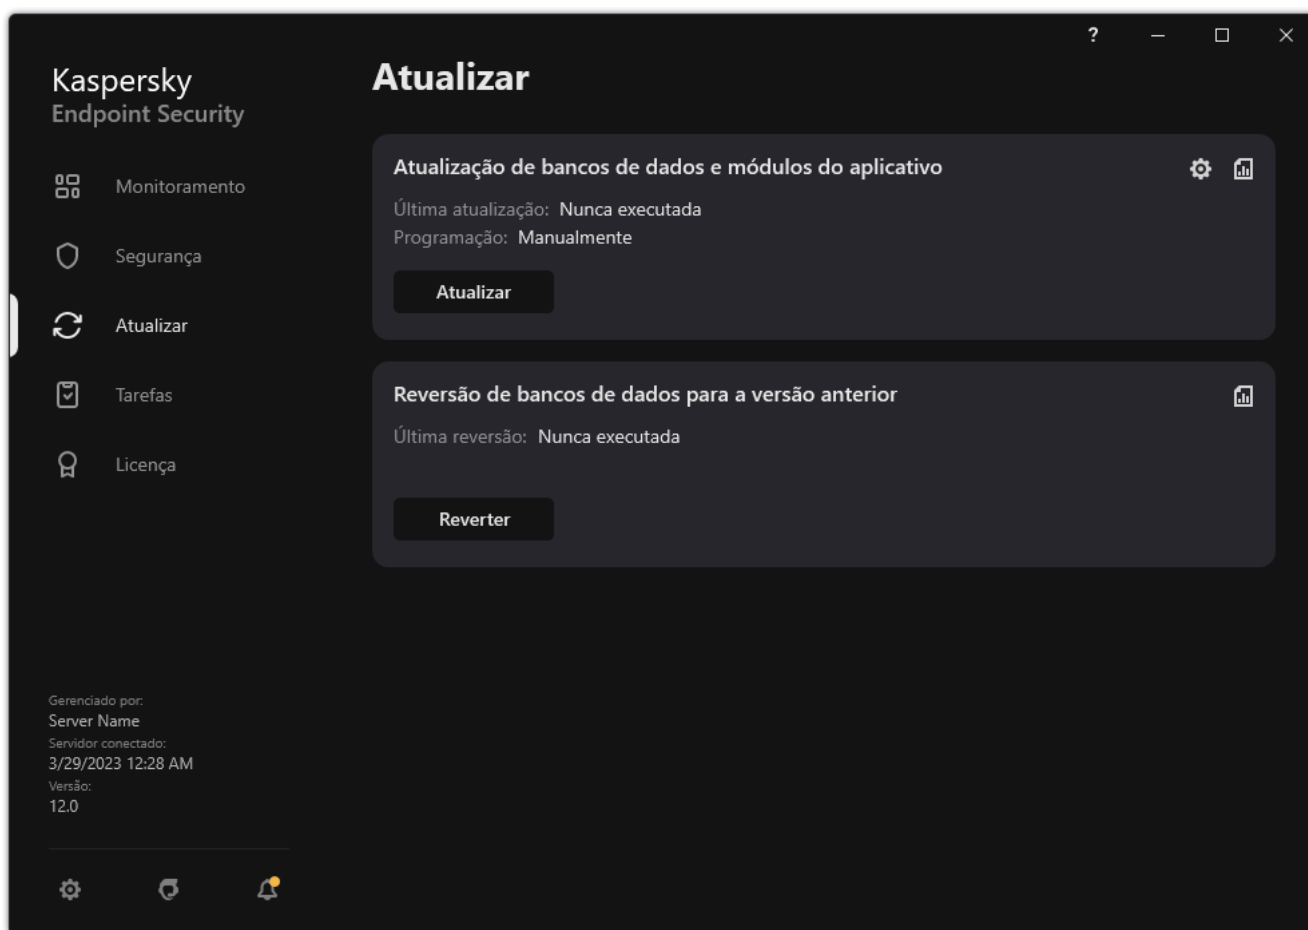 ?
Kaspersky
Endpoint Security
Monitoramento
Segurança
Atualizar
Tarefas
Licença
Gerenciado por:
Server Name
Servidor conectado:
3/29/2023 12:28 AM
Versão:
12.0
Atualizar
Atualização de bancos de dados e módulos do aplicativo
Última atualização: Nunca executada
Programação: Manualmente
Atualizar
Reversão de bancos de dados para a versão anterior
Última reversão: Nunca executada
Reverter